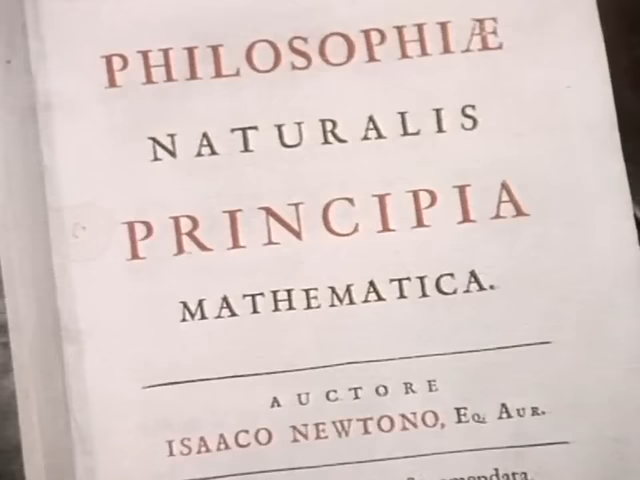 PHILOSOPHIÆ
NATURALIS
PRINCIPIA
MATHEMATICA.
AUCTORE
ISAACO NEWTONO, EQ. AUR.